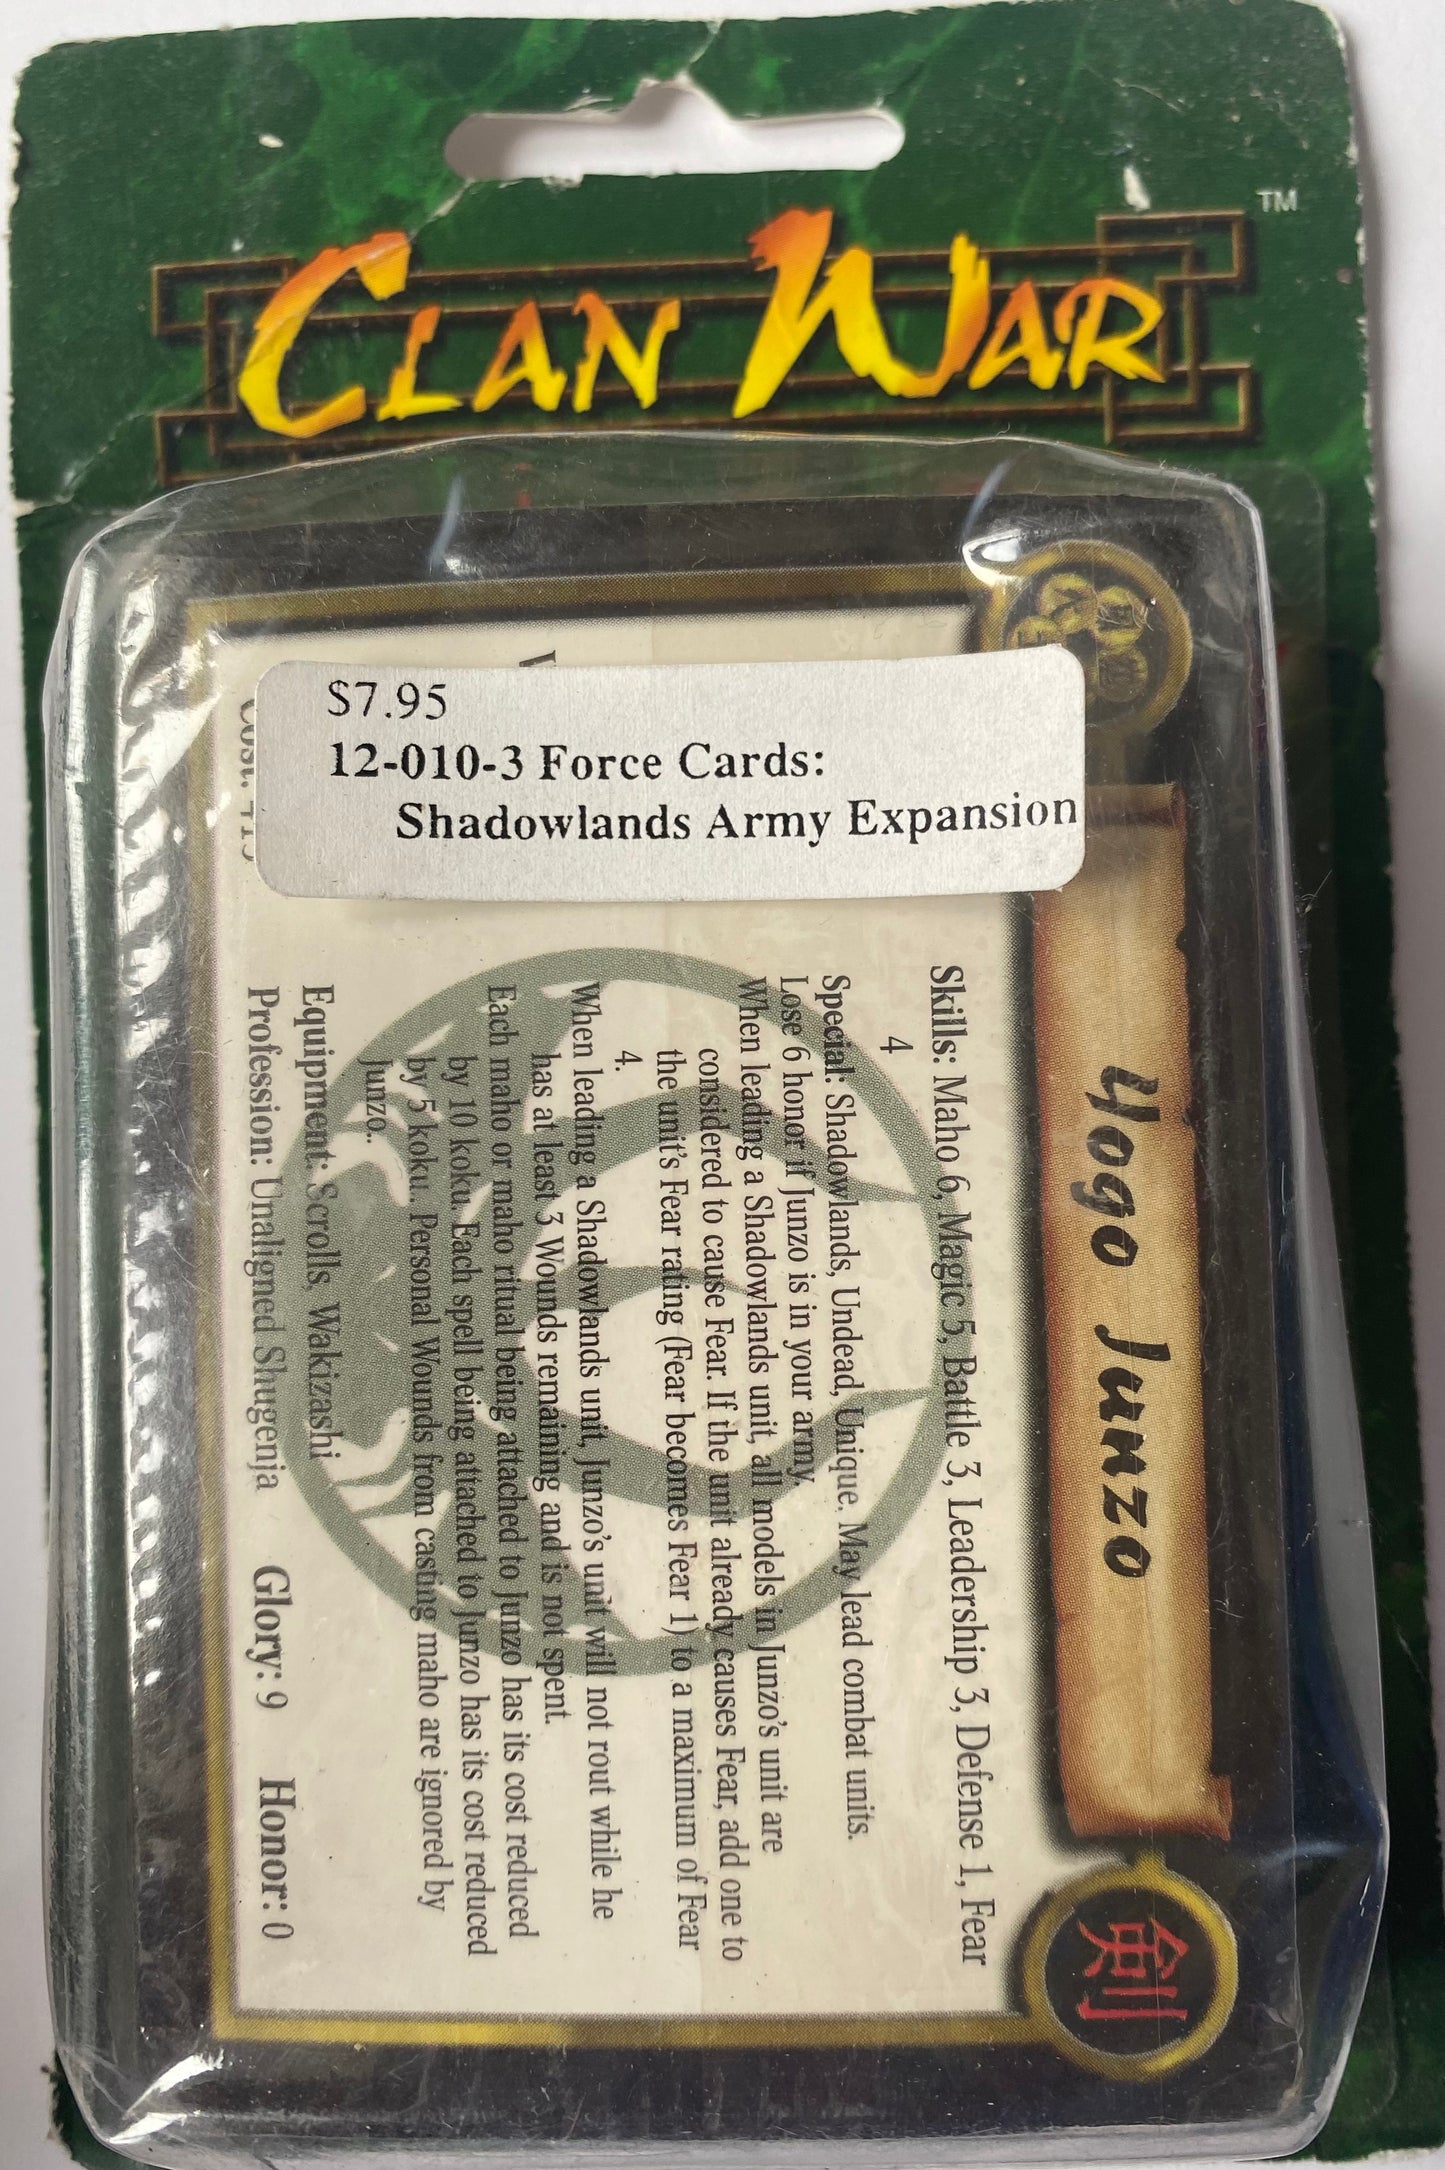 CLAN WAR
TM
$7.95
12-010-3 Force Cards:
Shadowlands Army Expansion
Yogo Junzo
剣
Skills: Maho 6, Magic 5, Battle 3, Leadership 3, Defense 1, Fear
4
Special: Shadowlands, Undead, Unique. May lead combat units.
Lose 6 honor if Junzo is in your army.
When leading a Shadowlands unit, all models in Junzo's unit are
considered to cause Fear. If the unit already causes Fear, add one to
the unit's Fear rating (Fear becomes Fear 1) to a maximum of Fear
4.
When leading a Shadowlands unit, Junzo's unit will not rout while he
has at least 3 Wounds remaining and is not spent.
Each maho or maho ritual being attached to Junzo has its cost reduced
by 10 koku. Each spell being attached to Junzo has its cost reduced
by 5 koku.. Personal Wounds from casting maho are ignored by
Junzo..
Equipment: Scrolls, Wakizashi
Profession: Unaligned Shugenja Glory: 9 Honor: 0